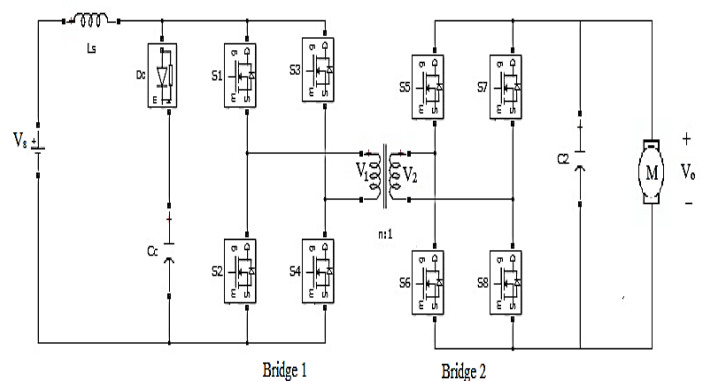 Ls
Dc
S1
S3
S5
S7
g
m
Vs
+
V1
V2
n:1
C2
M
+
Vo
−
Cc
S2
S4
S6
S8
Bridge 1
Bridge 2